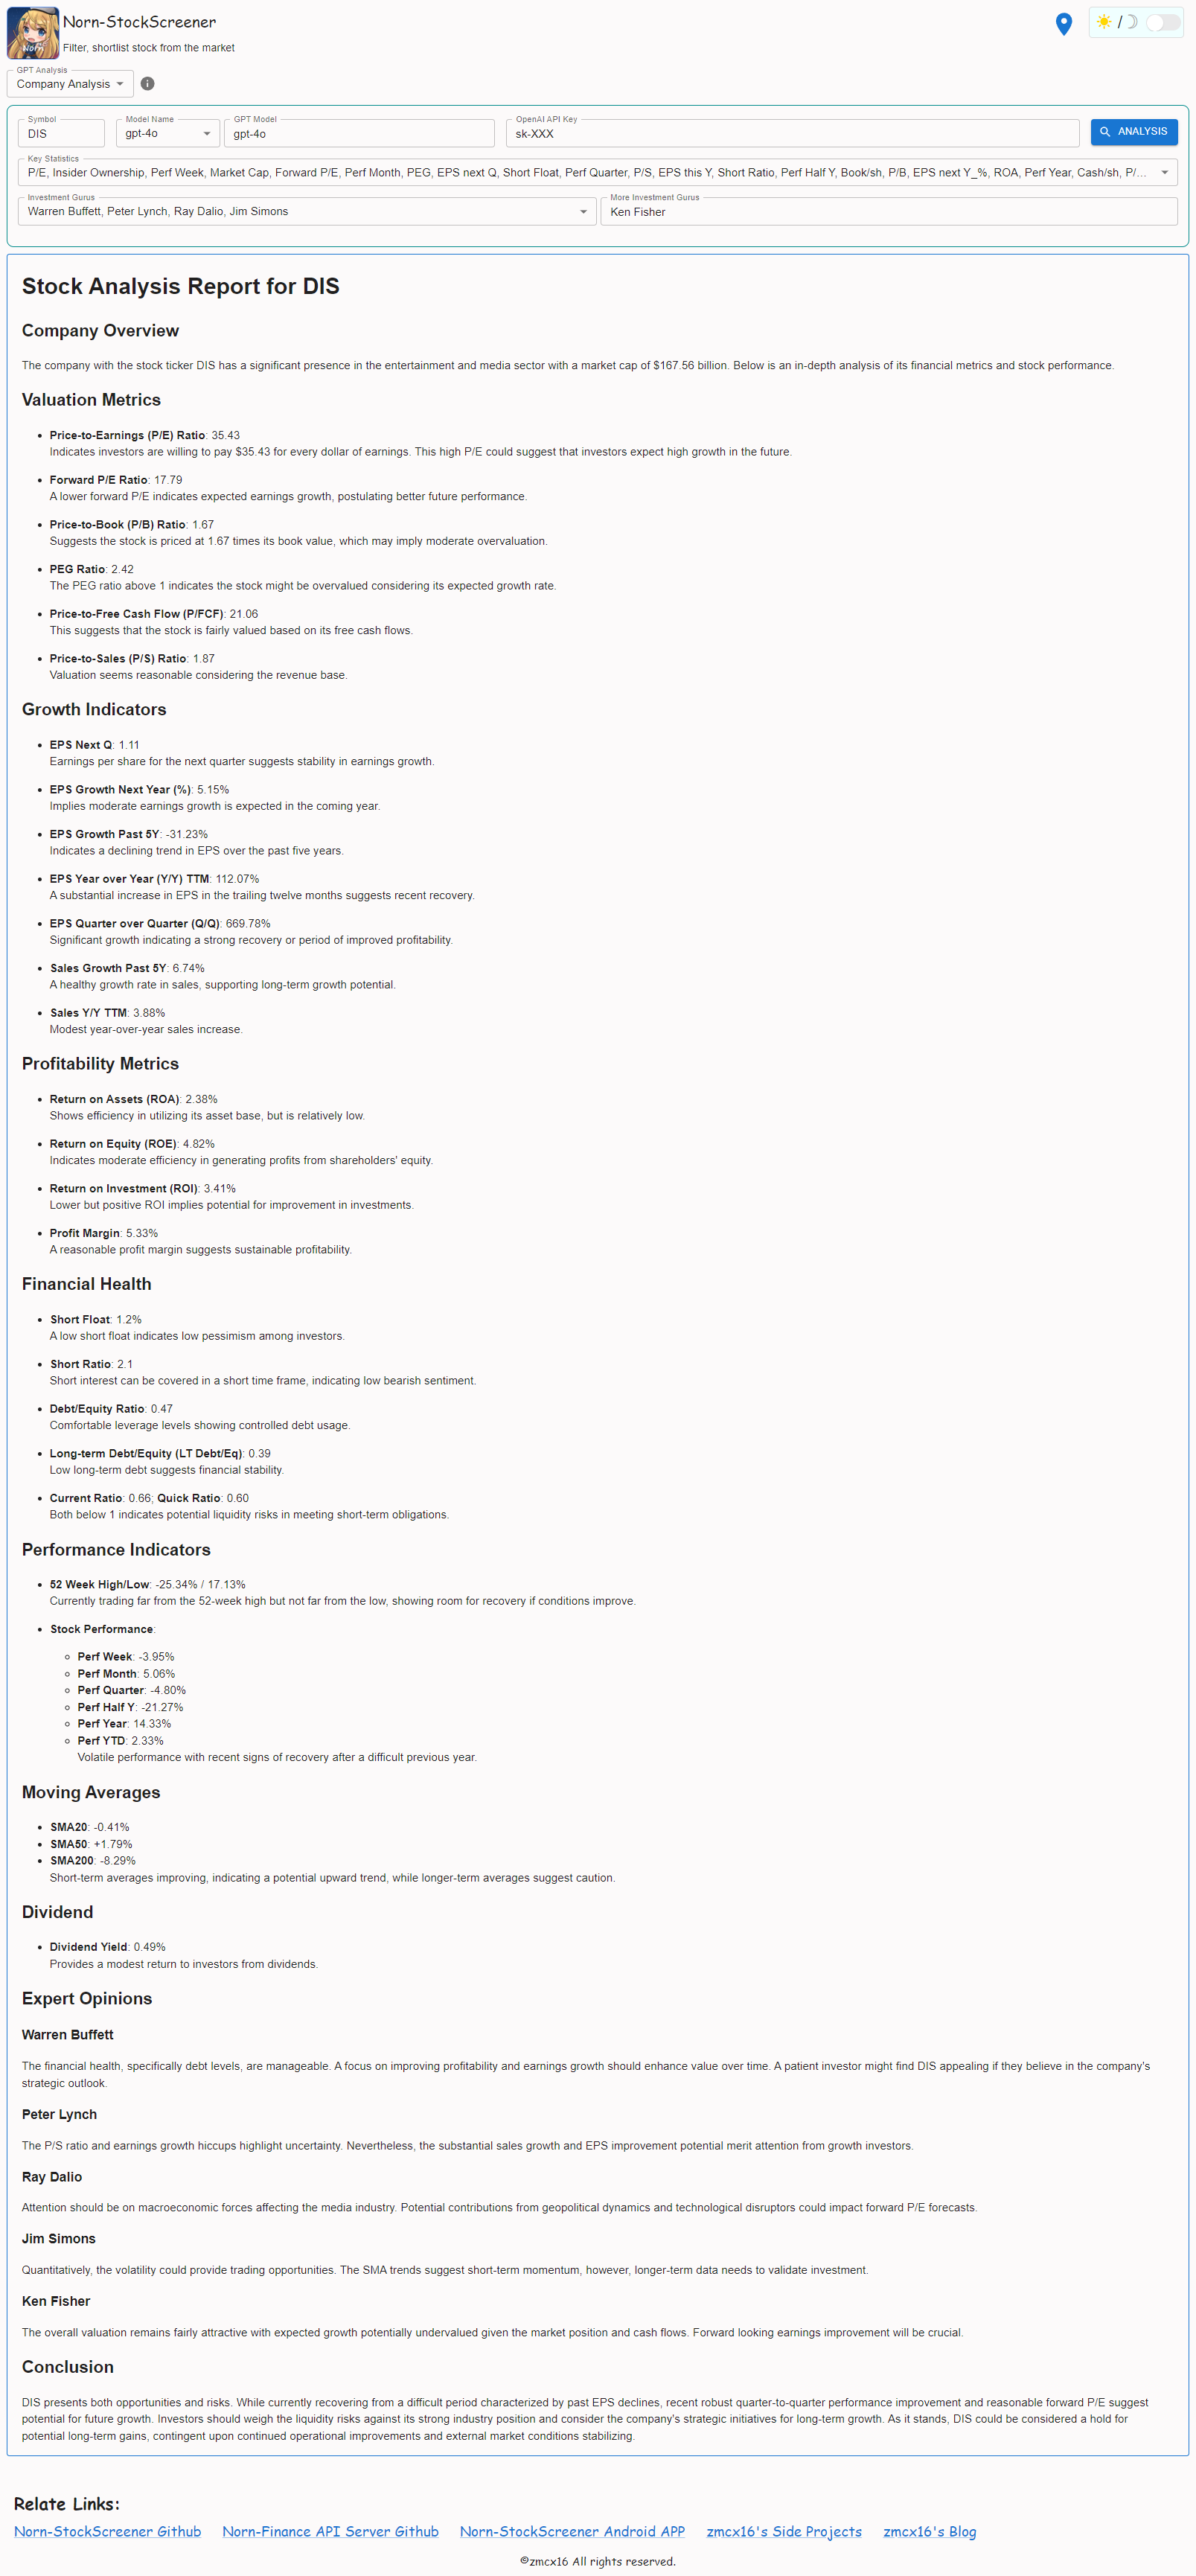 Norn-StockScreener
Norn
Filter, shortlist stock from the market
/
GPT Analysis
Company Analysis
Symbol
DIS
Model Name
gpt-4o
GPT Model
gpt-4o
OpenAI API Key
sk-XXX
ANALYSIS
Key Statistics
P/E, Insider Ownership, Perf Week, Market Cap, Forward P/E, Perf Month, PEG, EPS next Q, Short Float, Perf Quarter, P/S, EPS this Y, Short Ratio, Perf Half Y, Book/sh, P/B, EPS next Y_%, ROA, Perf Year, Cash/sh, P/...
Investment Gurus
Warren Buffett, Peter Lynch, Ray Dalio, Jim Simons
More Investment Gurus
Ken Fisher
Stock Analysis Report for DIS
Company Overview
The company with the stock ticker DIS has a significant presence in the entertainment and media sector with a market cap of $167.56 billion. Below is an in-depth analysis of its financial metrics and stock performance.
Valuation Metrics
• Price-to-Earnings (P/E) Ratio: 35.43
Indicates investors are willing to pay $35.43 for every dollar of earnings. This high P/E could suggest that investors expect high growth in the future.
• Forward P/E Ratio: 17.79
A lower forward P/E indicates expected earnings growth, postulating better future performance.
• Price-to-Book (P/B) Ratio: 1.67
Suggests the stock is priced at 1.67 times its book value, which may imply moderate overvaluation.
• PEG Ratio: 2.42
The PEG ratio above 1 indicates the stock might be overvalued considering its expected growth rate.
• Price-to-Free Cash Flow (P/FCF): 21.06
This suggests that the stock is fairly valued based on its free cash flows.
• Price-to-Sales (P/S) Ratio: 1.87
Valuation seems reasonable considering the revenue base.
Growth Indicators
• EPS Next Q: 1.11
Earnings per share for the next quarter suggests stability in earnings growth.
• EPS Growth Next Year (%): 5.15%
Implies moderate earnings growth is expected in the coming year.
• EPS Growth Past 5Y: -31.23%
Indicates a declining trend in EPS over the past five years.
• EPS Year over Year (Y/Y) TTM: 112.07%
A substantial increase in EPS in the trailing twelve months suggests recent recovery.
• EPS Quarter over Quarter (Q/Q): 669.78%
Significant growth indicating a strong recovery or period of improved profitability.
• Sales Growth Past 5Y: 6.74%
A healthy growth rate in sales, supporting long-term growth potential.
• Sales Y/Y TTM: 3.88%
Modest year-over-year sales increase.
Profitability Metrics
• Return on Assets (ROA): 2.38%
Shows efficiency in utilizing its asset base, but is relatively low.
• Return on Equity (ROE): 4.82%
Indicates moderate efficiency in generating profits from shareholders' equity.
• Return on Investment (ROI): 3.41%
Lower but positive ROI implies potential for improvement in investments.
• Profit Margin: 5.33%
A reasonable profit margin suggests sustainable profitability.
Financial Health
• Short Float: 1.2%
A low short float indicates low pessimism among investors.
• Short Ratio: 2.1
Short interest can be covered in a short time frame, indicating low bearish sentiment.
• Debt/Equity Ratio: 0.47
Comfortable leverage levels showing controlled debt usage.
• Long-term Debt/Equity (LT Debt/Eq): 0.39
Low long-term debt suggests financial stability.
• Current Ratio: 0.66; Quick Ratio: 0.60
Both below 1 indicates potential liquidity risks in meeting short-term obligations.
Performance Indicators
• 52 Week High/Low: -25.34% / 17.13%
Currently trading far from the 52-week high but not far from the low, showing room for recovery if conditions improve.
• Stock Performance:
◦ Perf Week: -3.95%
◦ Perf Month: 5.06%
◦ Perf Quarter: -4.80%
◦ Perf Half Y: -21.27%
◦ Perf Year: 14.33%
◦ Perf YTD: 2.33%
Volatile performance with recent signs of recovery after a difficult previous year.
Moving Averages
• SMA20: -0.41%
• SMA50: +1.79%
• SMA200: -8.29%
Short-term averages improving, indicating a potential upward trend, while longer-term averages suggest caution.
Dividend
• Dividend Yield: 0.49%
Provides a modest return to investors from dividends.
Expert Opinions
Warren Buffett
The financial health, specifically debt levels, are manageable. A focus on improving profitability and earnings growth should enhance value over time. A patient investor might find DIS appealing if they believe in the company's
strategic outlook.
Peter Lynch
The P/S ratio and earnings growth hiccups highlight uncertainty. Nevertheless, the substantial sales growth and EPS improvement potential merit attention from growth investors.
Ray Dalio
Attention should be on macroeconomic forces affecting the media industry. Potential contributions from geopolitical dynamics and technological disruptors could impact forward P/E forecasts.
Jim Simons
Quantitatively, the volatility could provide trading opportunities. The SMA trends suggest short-term momentum, however, longer-term data needs to validate investment.
Ken Fisher
The overall valuation remains fairly attractive with expected growth potentially undervalued given the market position and cash flows. Forward looking earnings improvement will be crucial.
Conclusion
DIS presents both opportunities and risks. While currently recovering from a difficult period characterized by past EPS declines, recent robust quarter-to-quarter performance improvement and reasonable forward P/E suggest
potential for future growth. Investors should weigh the liquidity risks against its strong industry position and consider the company's strategic initiatives for long-term growth. As it stands, DIS could be considered a hold for
potential long-term gains, contingent upon continued operational improvements and external market conditions stabilizing.
Relate Links:
Norn-StockScreener Github Norn-Finance API Server Github Norn-StockScreener Android APP zmcx16's Side Projects zmcx16's Blog
©zmcx16 All rights reserved.